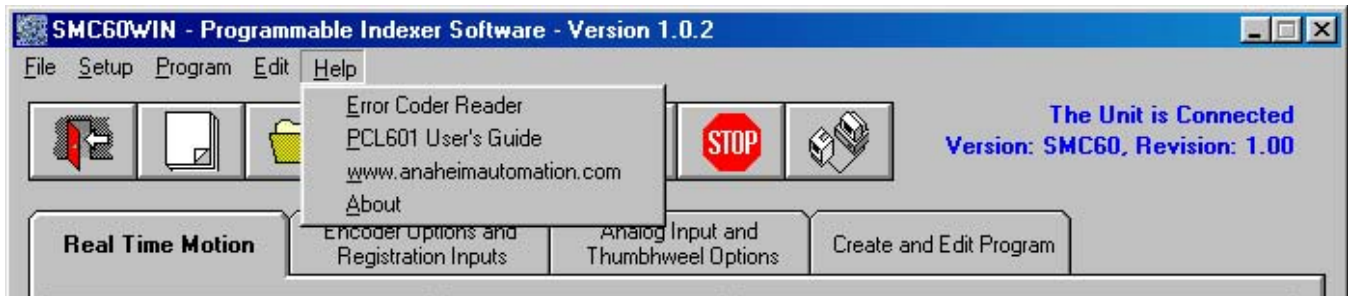 SMC60WIN - Programmable Indexer Software - Version 1.0.2
File Setup Program Edit Help
Error Coder Reader
PCL601 User's Guide
www.anaheimautomation.com
About
STOP
The Unit is Connected
Version: SMC60, Revision: 1.00
Real Time Motion
Encoder Options and
Registration Inputs
Analog Input and
Thumbhweel Options
Create and Edit Program